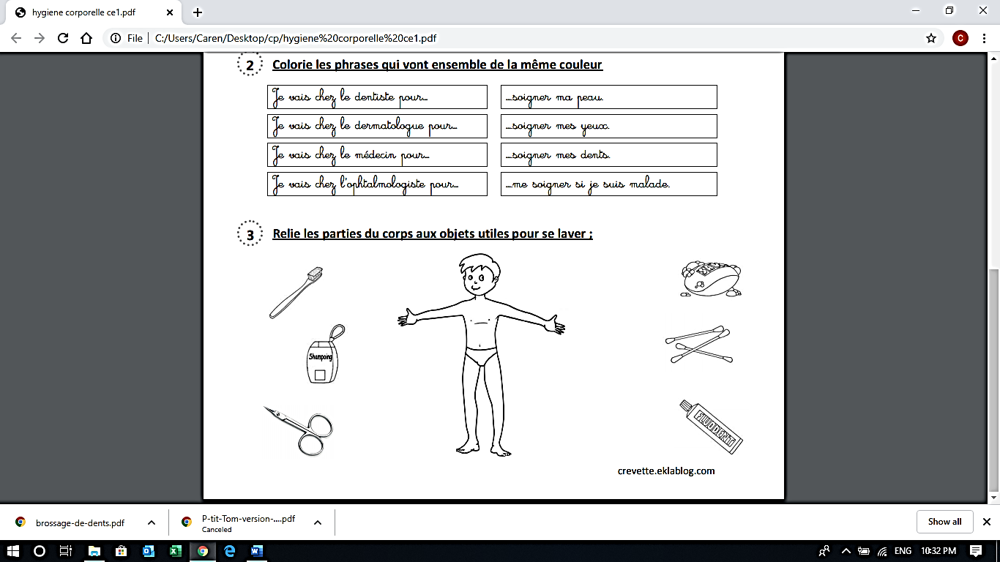 hygiene corporelle ce1.pdf
File C:/Users/Caren/Desktop/cp/hygiene%20corporelle%20ce1.pdf
C
2 Colorie les phrases qui vont ensemble de la même couleur
Je vais chez le dentiste pour... ...soigner ma peau.
Je vais chez le dermatologue pour... ...soigner mes yeux.
Je vais chez le médecin pour... ...soigner mes dents.
Je vais chez l'ophtalmologiste pour... ...me soigner si je suis malade.
3 Relie les parties du corps aux objets utiles pour se laver ;
Shampoing
FLUODENT
crevette.eklablog.com
brossage-de-dents.pdf
P-tit-Tom-version-....pdf
Canceled
Show all
ENG 10:32 PM